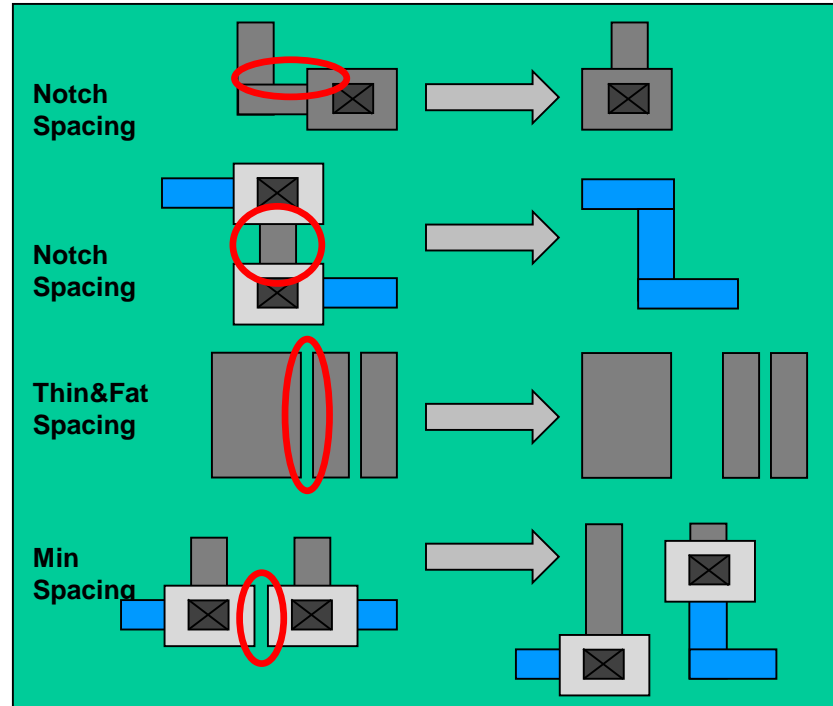 Notch
Spacing
Notch
Spacing
Thin&Fat
Spacing
Min
Spacing